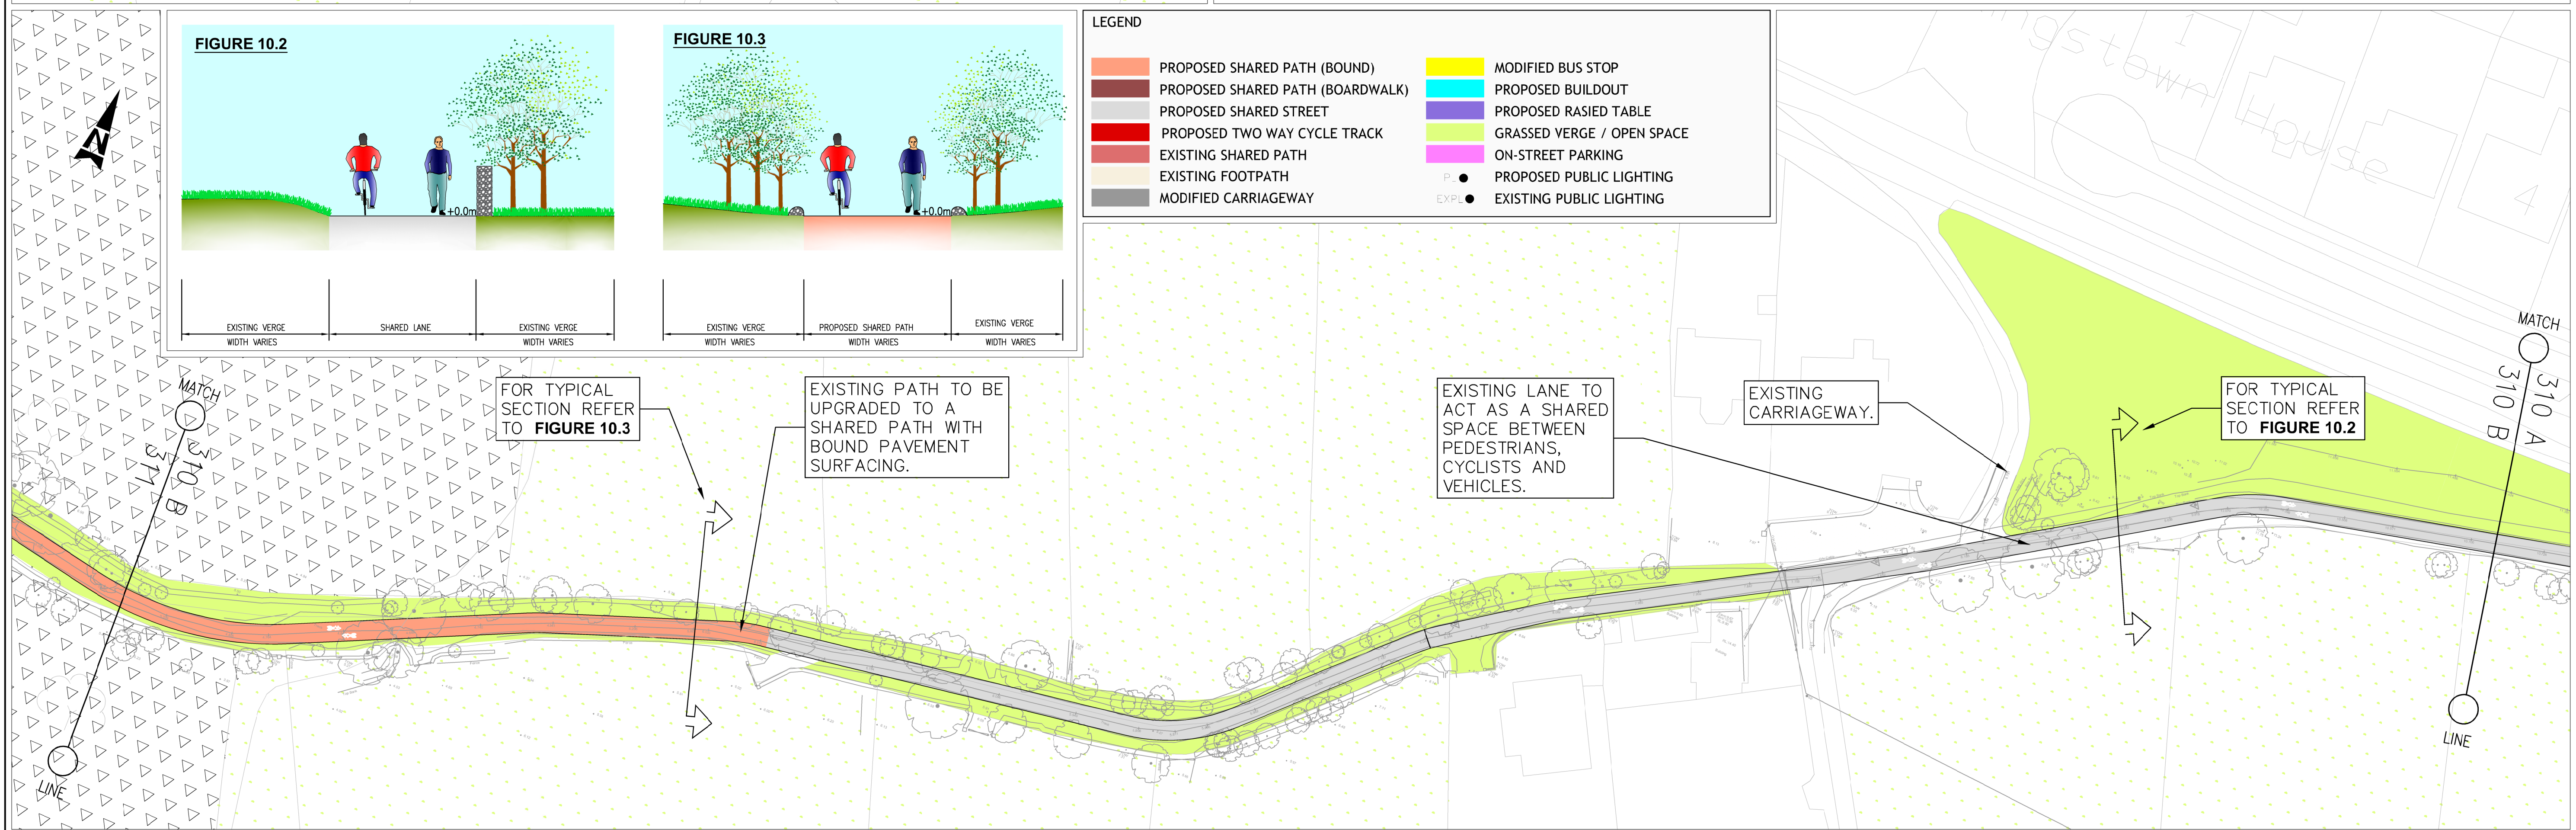 FIGURE 10.2
+0.0m
EXISTING VERGE
SHARED LANE
EXISTING VERGE
WIDTH VARIES
WIDTH VARIES
FIGURE 10.3
+0.0m
EXISTING VERGE
PROPOSED SHARED PATH
EXISTING VERGE
WIDTH VARIES
WIDTH VARIES
WIDTH VARIES
N
LEGEND
PROPOSED SHARED PATH (BOUND)
PROPOSED SHARED PATH (BOARDWALK)
PROPOSED SHARED STREET
PROPOSED TWO WAY CYCLE TRACK
EXISTING SHARED PATH
EXISTING FOOTPATH
MODIFIED CARRIAGEWAY
MODIFIED BUS STOP
PROPOSED BUILDOUT
PROPOSED RASIED TABLE
GRASSED VERGE / OPEN SPACE
ON-STREET PARKING
PROPOSED PUBLIC LIGHTING
EXPL EXISTING PUBLIC LIGHTING
ngstown House
1
4
MATCH
310 B
311
LINE
FOR TYPICAL
SECTION REFER
TO FIGURE 10.3
EXISTING PATH TO BE
UPGRADED TO A
SHARED PATH WITH
BOUND PAVEMENT
SURFACING.
EXISTING LANE TO
ACT AS A SHARED
SPACE BETWEEN
PEDESTRIANS,
CYCLISTS AND
VEHICLES.
EXISTING
CARRIAGEWAY.
FOR TYPICAL
SECTION REFER
TO FIGURE 10.2
MATCH
310 A
310 B
LINE